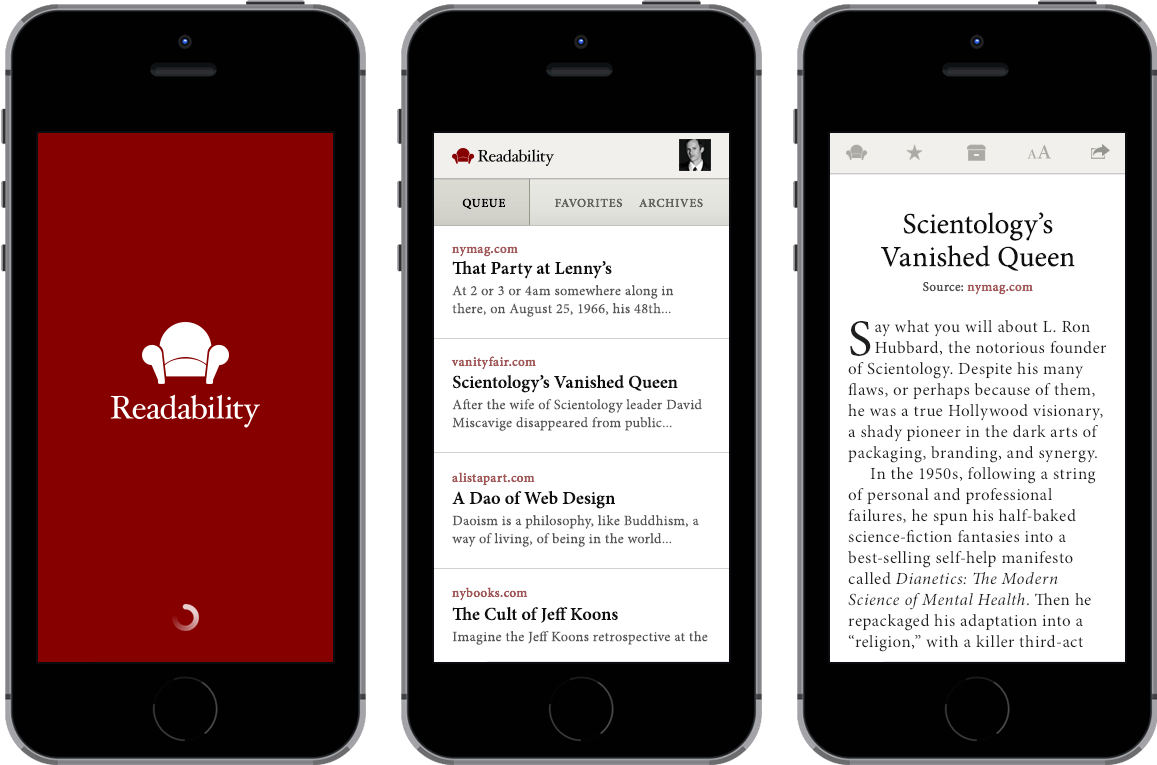 Readability
Readability
QUEUE
FAVORITES
ARCHIVES
nymag.com
That Party at Lenny’s
At 2 or 3 or 4am somewhere along in
there, on August 25, 1966, his 48th...
vanityfair.com
Scientology’s Vanished Queen
After the wife of Scientology leader David
Miscavige disappeared from public...
alistapart.com
A Dao of Web Design
Daoism is a philosophy, like Buddhism, a
way of living, of being in the world...
nybooks.com
The Cult of Jeff Koons
Imagine the Jeff Koons retrospective at the
AA
Scientology’s
Vanished Queen
Source: nymag.com
Say what you will about L. Ron
Hubbard, the notorious founder
of Scientology. Despite his many
flaws, or perhaps because of them,
he was a true Hollywood visionary,
a shady pioneer in the dark arts of
packaging, branding, and synergy.
In the 1950s, following a string
of personal and professional
failures, he spun his half-baked
science-fiction fantasies into a
best-selling self-help manifesto
called Dianetics: The Modern
Science of Mental Health. Then he
repackaged his adaptation into a
“religion,” with a killer third-act